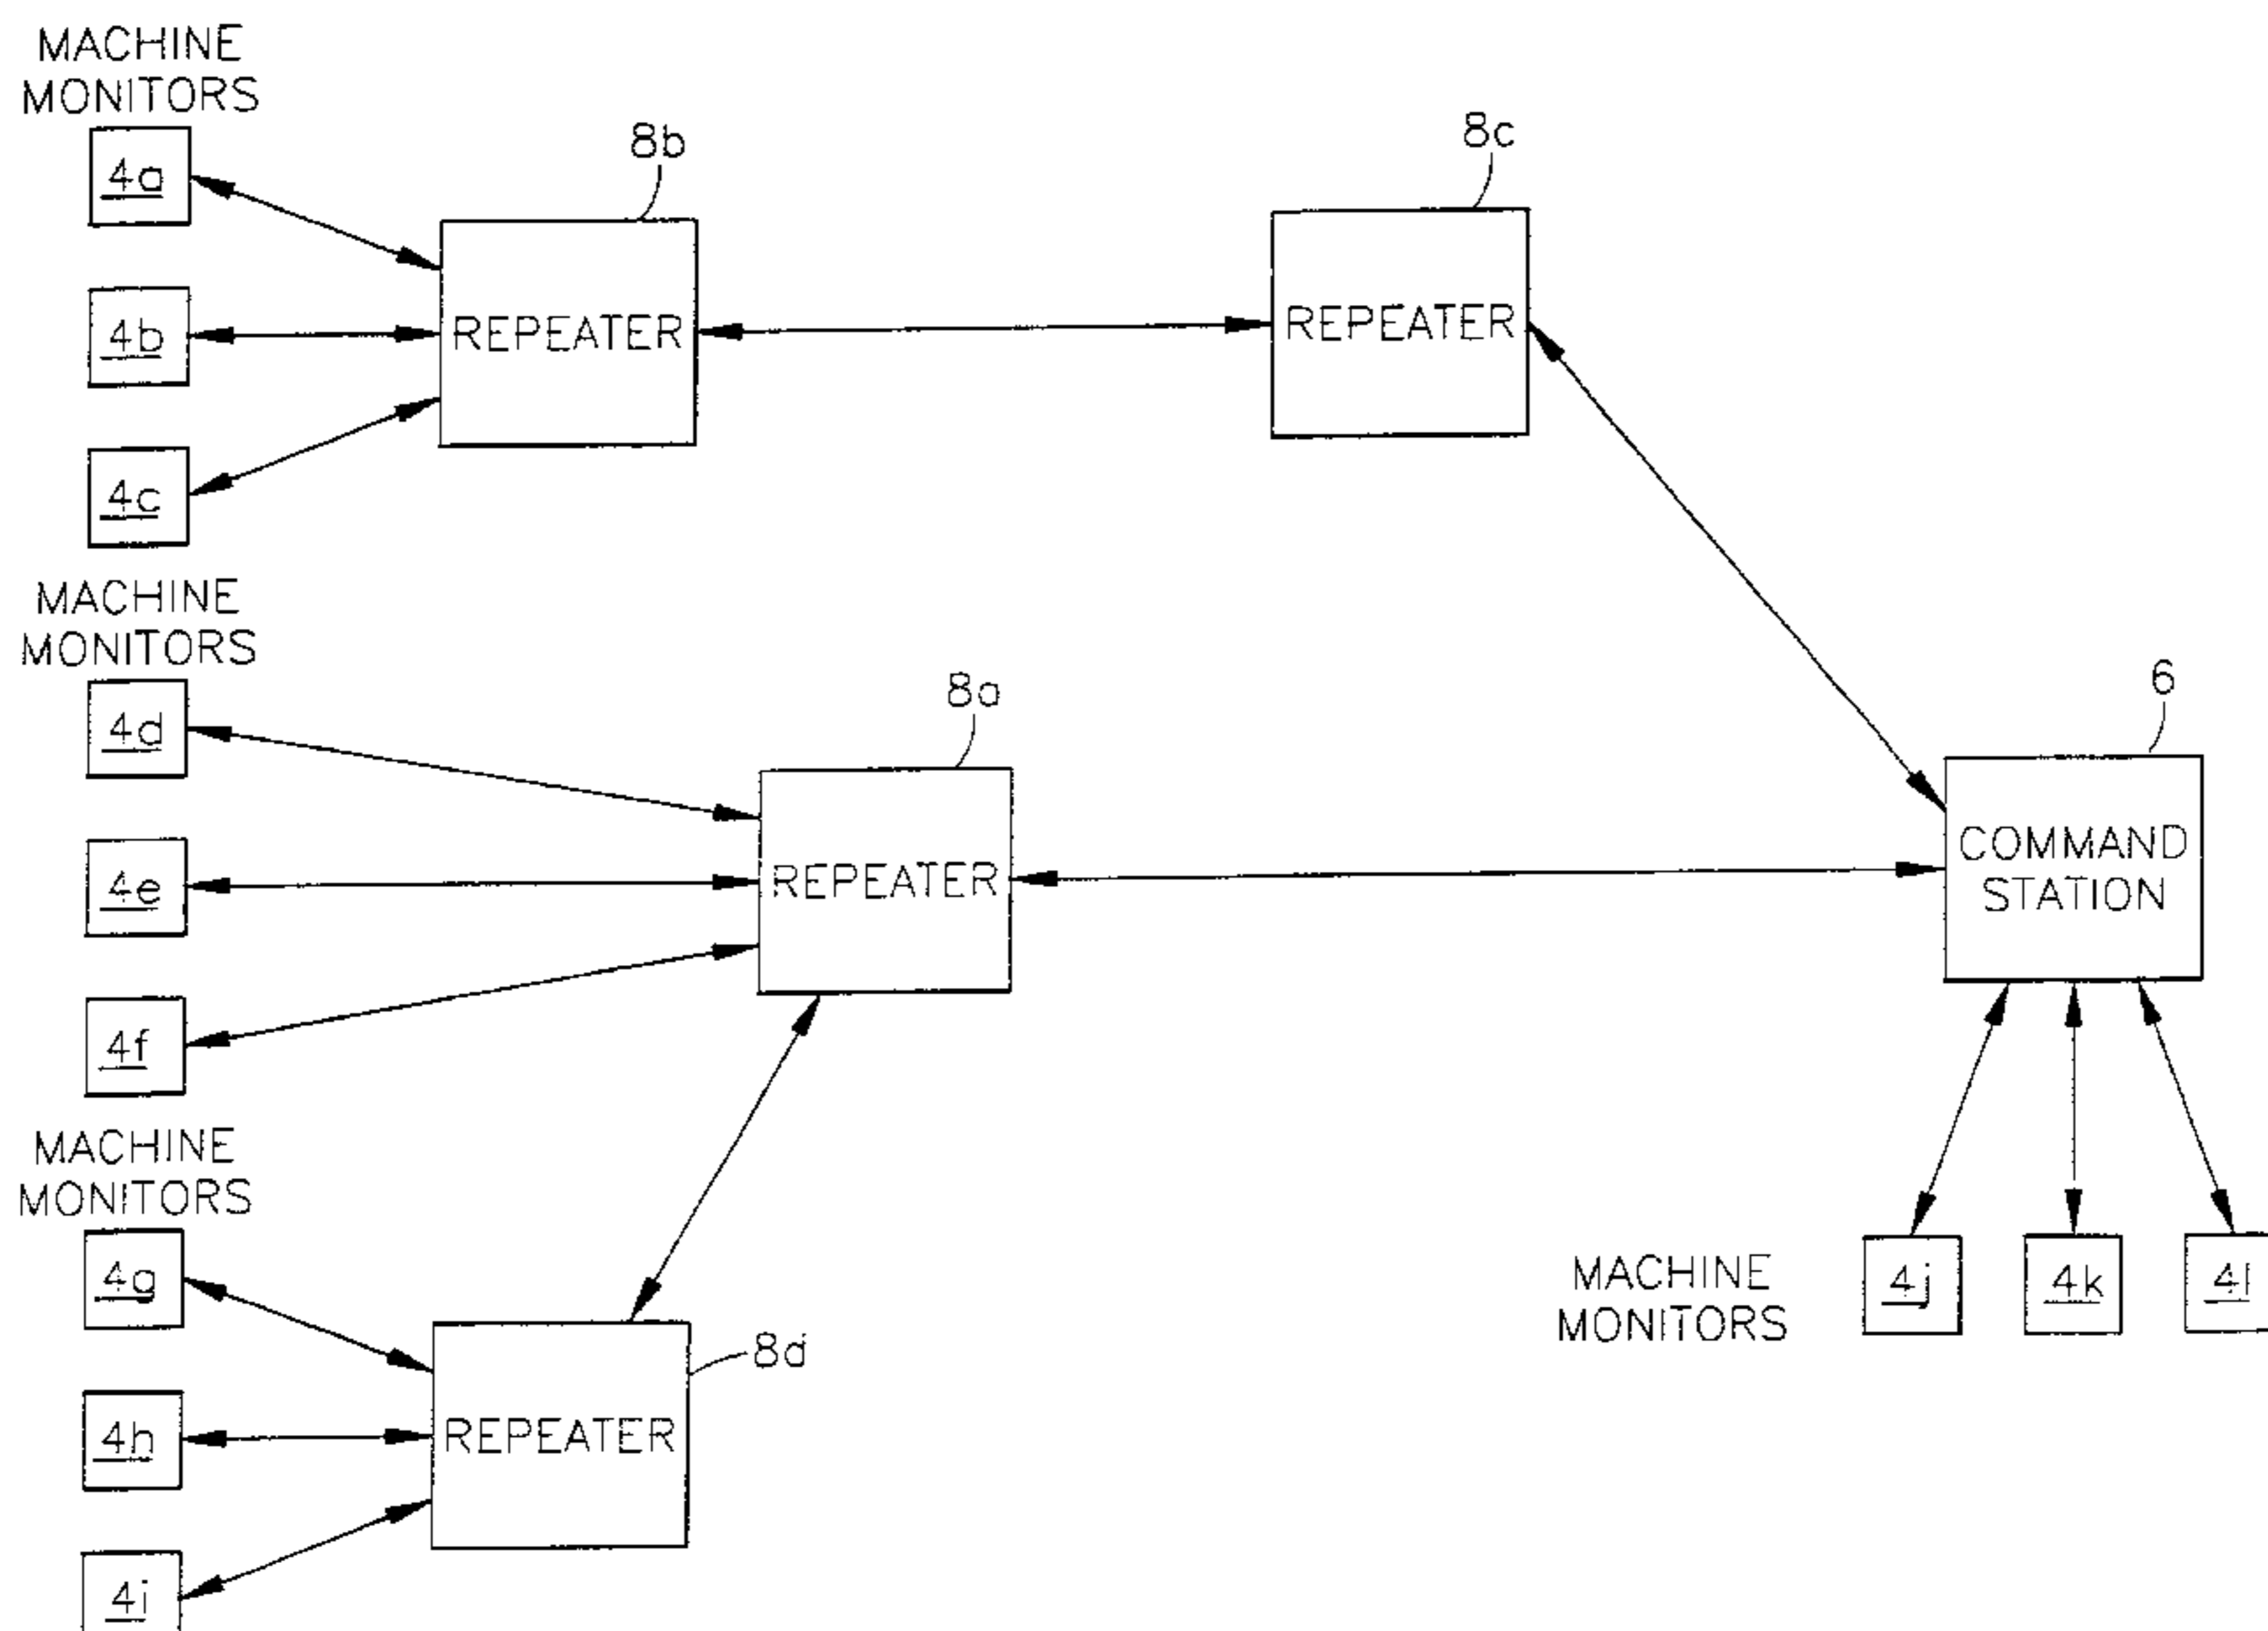 MACHINE
MONITORS
4a
4b
4c
8b
REPEATER
8c
REPEATER
MACHINE
MONITORS
4d
4e
4f
8a
REPEATER
6
COMMAND
STATION
MACHINE
MONITORS
4g
4h
4i
REPEATER
8d
MACHINE
MONITORS
4j
4k
4l